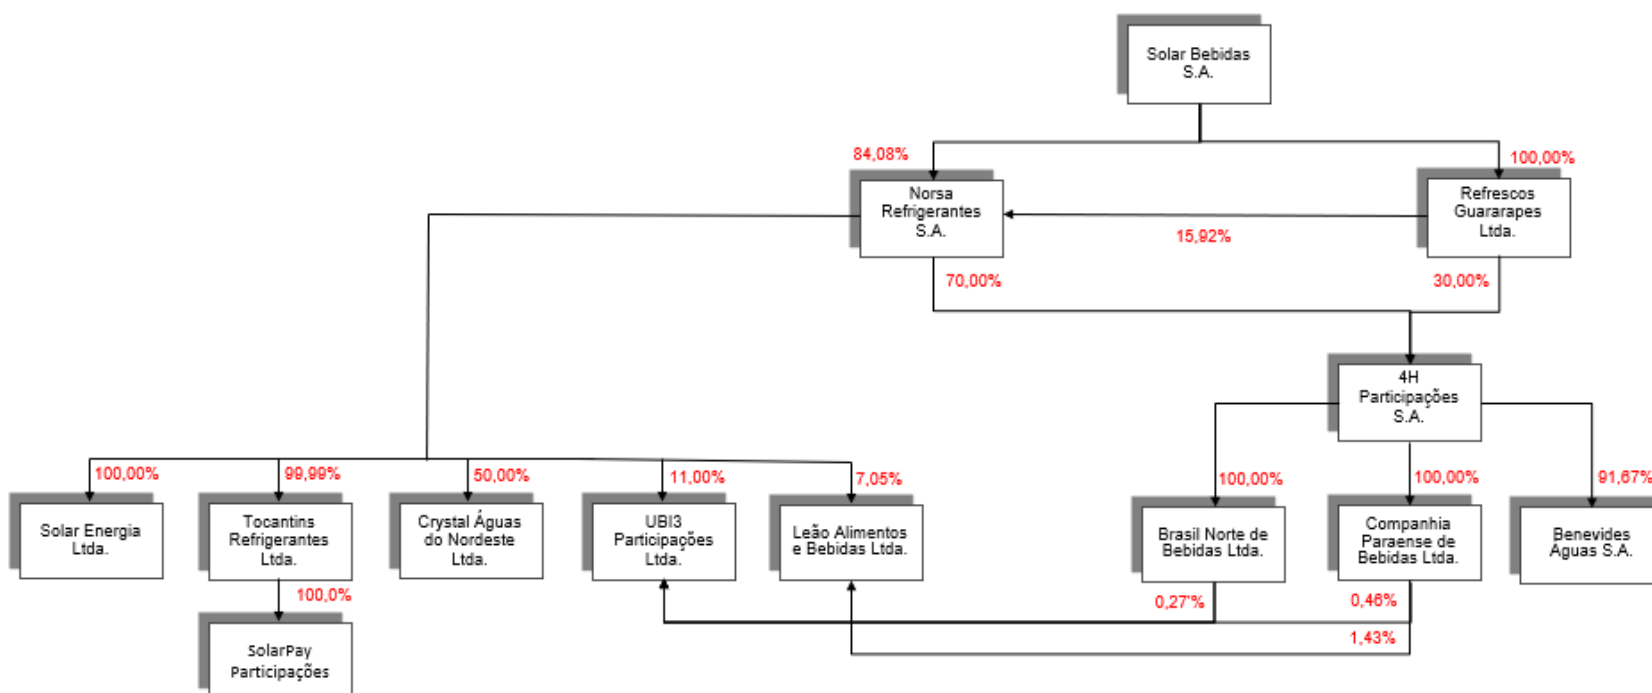 Solar Bebidas
S.A.
84,08%
100,00%
Norsa
Refrigerantes
S.A.
Refrescos
Guararapes
Ltda.
15,92%
70,00%
30,00%
4H
Participações
S.A.
100,00%
99,99%
50,00%
11,00%
7,05%
100,00%
100,00%
91,67%
Solar Energia
Ltda.
Tocantins
Refrigerantes
Ltda.
Crystal Águas
do Nordeste
Ltda.
UBI3
Participações
Ltda.
Leão Alimentos
e Bebidas Ltda.
Brasil Norte de
Bebidas Ltda.
Companhia
Paraense de
Bebidas Ltda.
Benevides
Aguas S.A.
100,0%
0,27'%
0,46%
1,43%
SolarPay
Participações